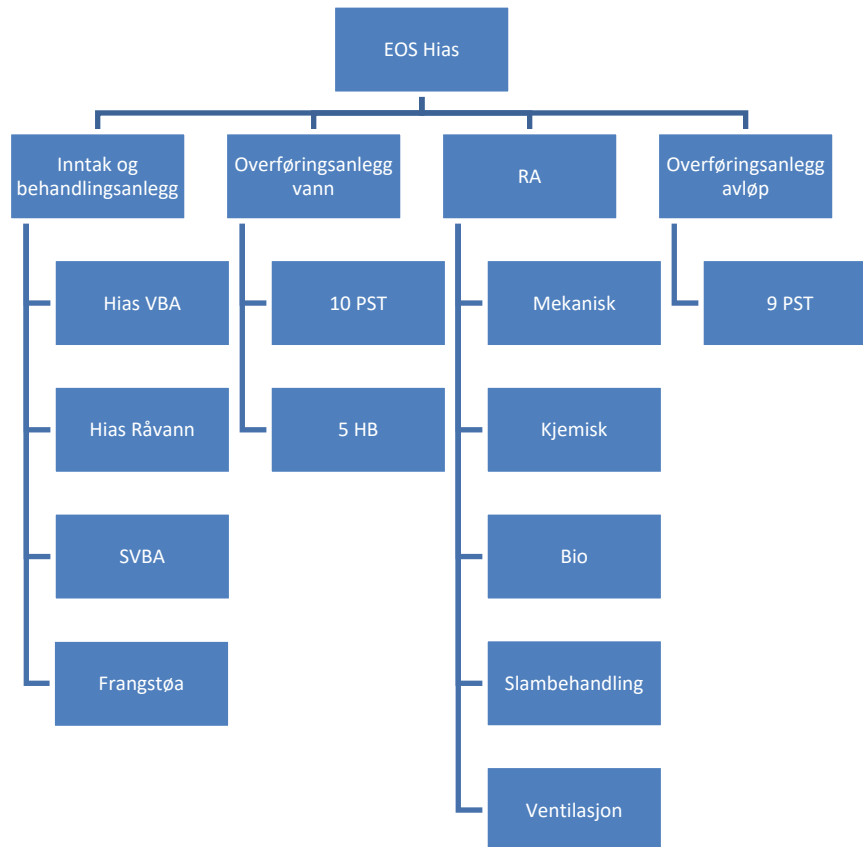 EOS Hias
Inntak og
behandlingsanlegg
Hias VBA
Hias Råvann
SVBA
Frangstøa
Overføringsanlegg
vann
10 PST
5 HB
RA
Mekanisk
Kjemisk
Bio
Slambehandling
Ventilasjon
Overføringsanlegg
avløp
9 PST